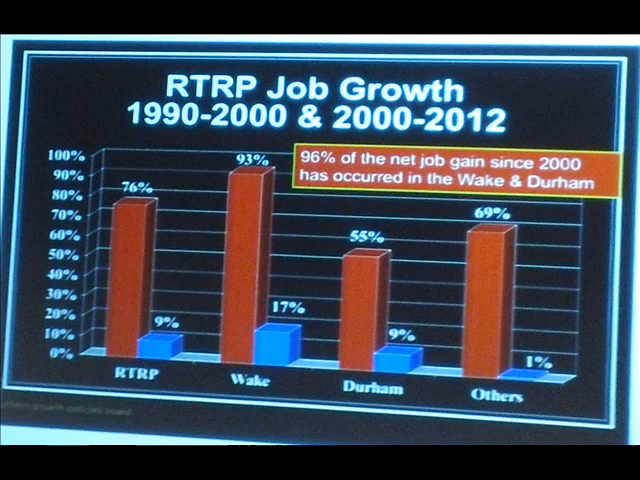 RTRP Job Growth
1990-2000 & 2000-2012
96% of the net job gain since 2000
has occurred in the Wake & Durham
100%
90%
80%
70%
60%
50%
40%
30%
20%
10%
0%
76%
9%
93%
17%
55%
9%
69%
1%
RTRP
Wake
Durham
Others